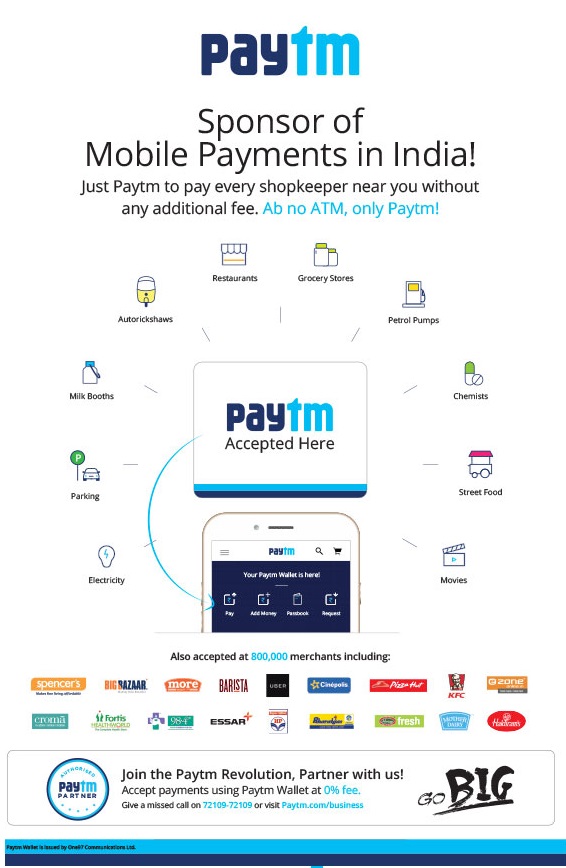 paytm
Sponsor of
Mobile Payments in India!
Just Paytm to pay every shopkeeper near you without
any additional fee. Ab no ATM, only Paytm!
Restaurants
Grocery Stores
Autorickshaws
Petrol Pumps
Milk Booths
Chemists
P
Parking
Street Food
Electricity
Movies
paytm
Accepted Here
paytm
Your Paytm Wallet is here!
Pay Add Money Passbook Request
Also accepted at 800,000 merchants including:
spencer's BIG BAZAAR more BARISTA UBER Cinépolis Pizza Hut KFC ZONE
Makes fine living affordable
croma Fortis HEALTHWORLD 98.4 ESSAR HP fresh MOTHER DAIRY Haldiram's
AUTHORISED
paytm
PARTNER
Join the Paytm Revolution, Partner with us!
Accept payments using Paytm Wallet at 0% fee.
Give a missed call on 72109-72109 or visit Paytm.com/business
GO BIG
Paytm Wallet is issued by One97 Communications Ltd.